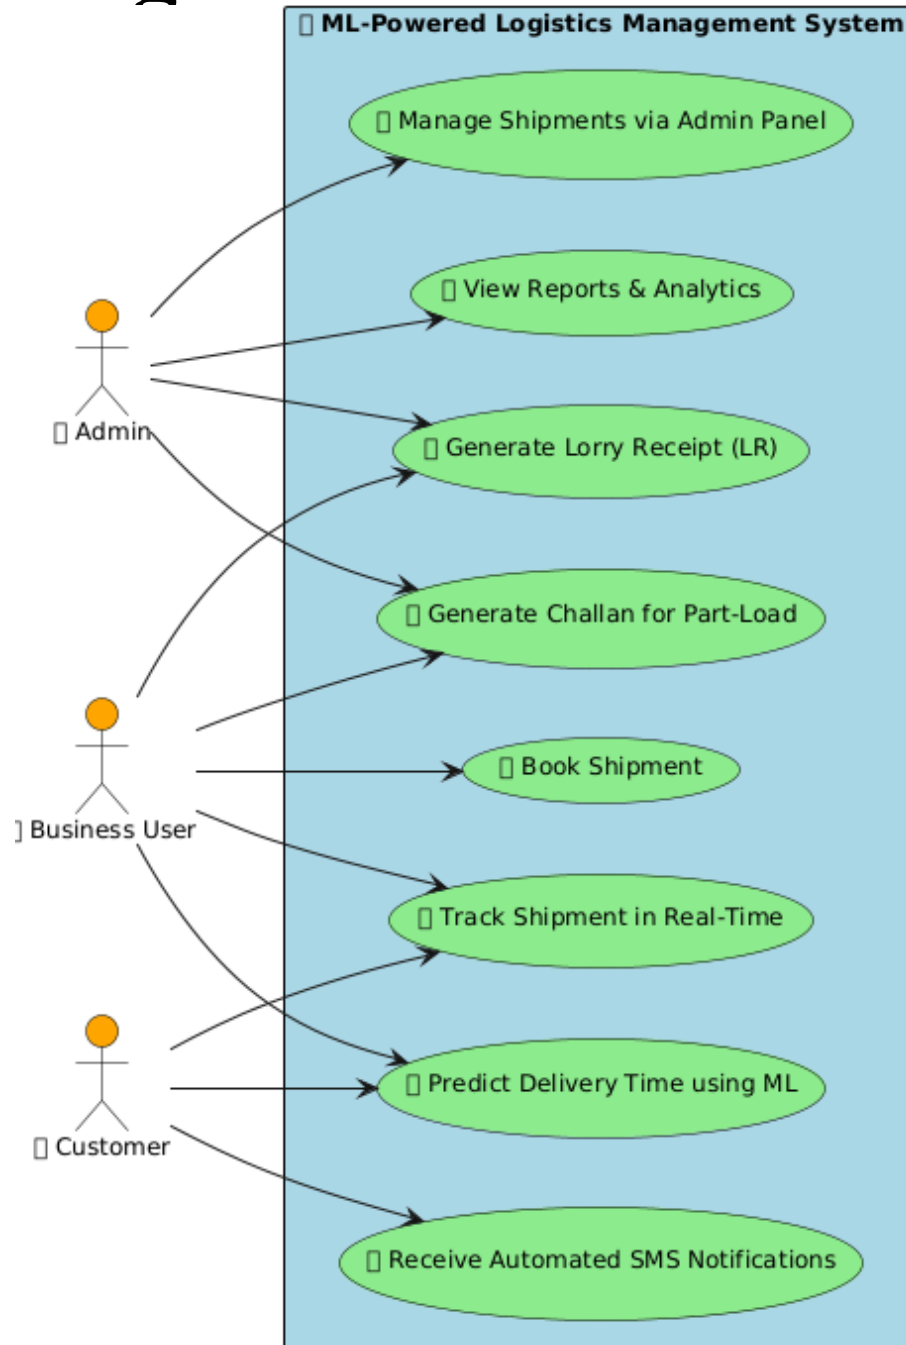 ML-Powered Logistics Management System
Manage Shipments via Admin Panel
View Reports & Analytics
Admin
Generate Lorry Receipt (LR)
Generate Challan for Part-Load
Book Shipment
Business User
Track Shipment in Real-Time
Predict Delivery Time using ML
Customer
Receive Automated SMS Notifications